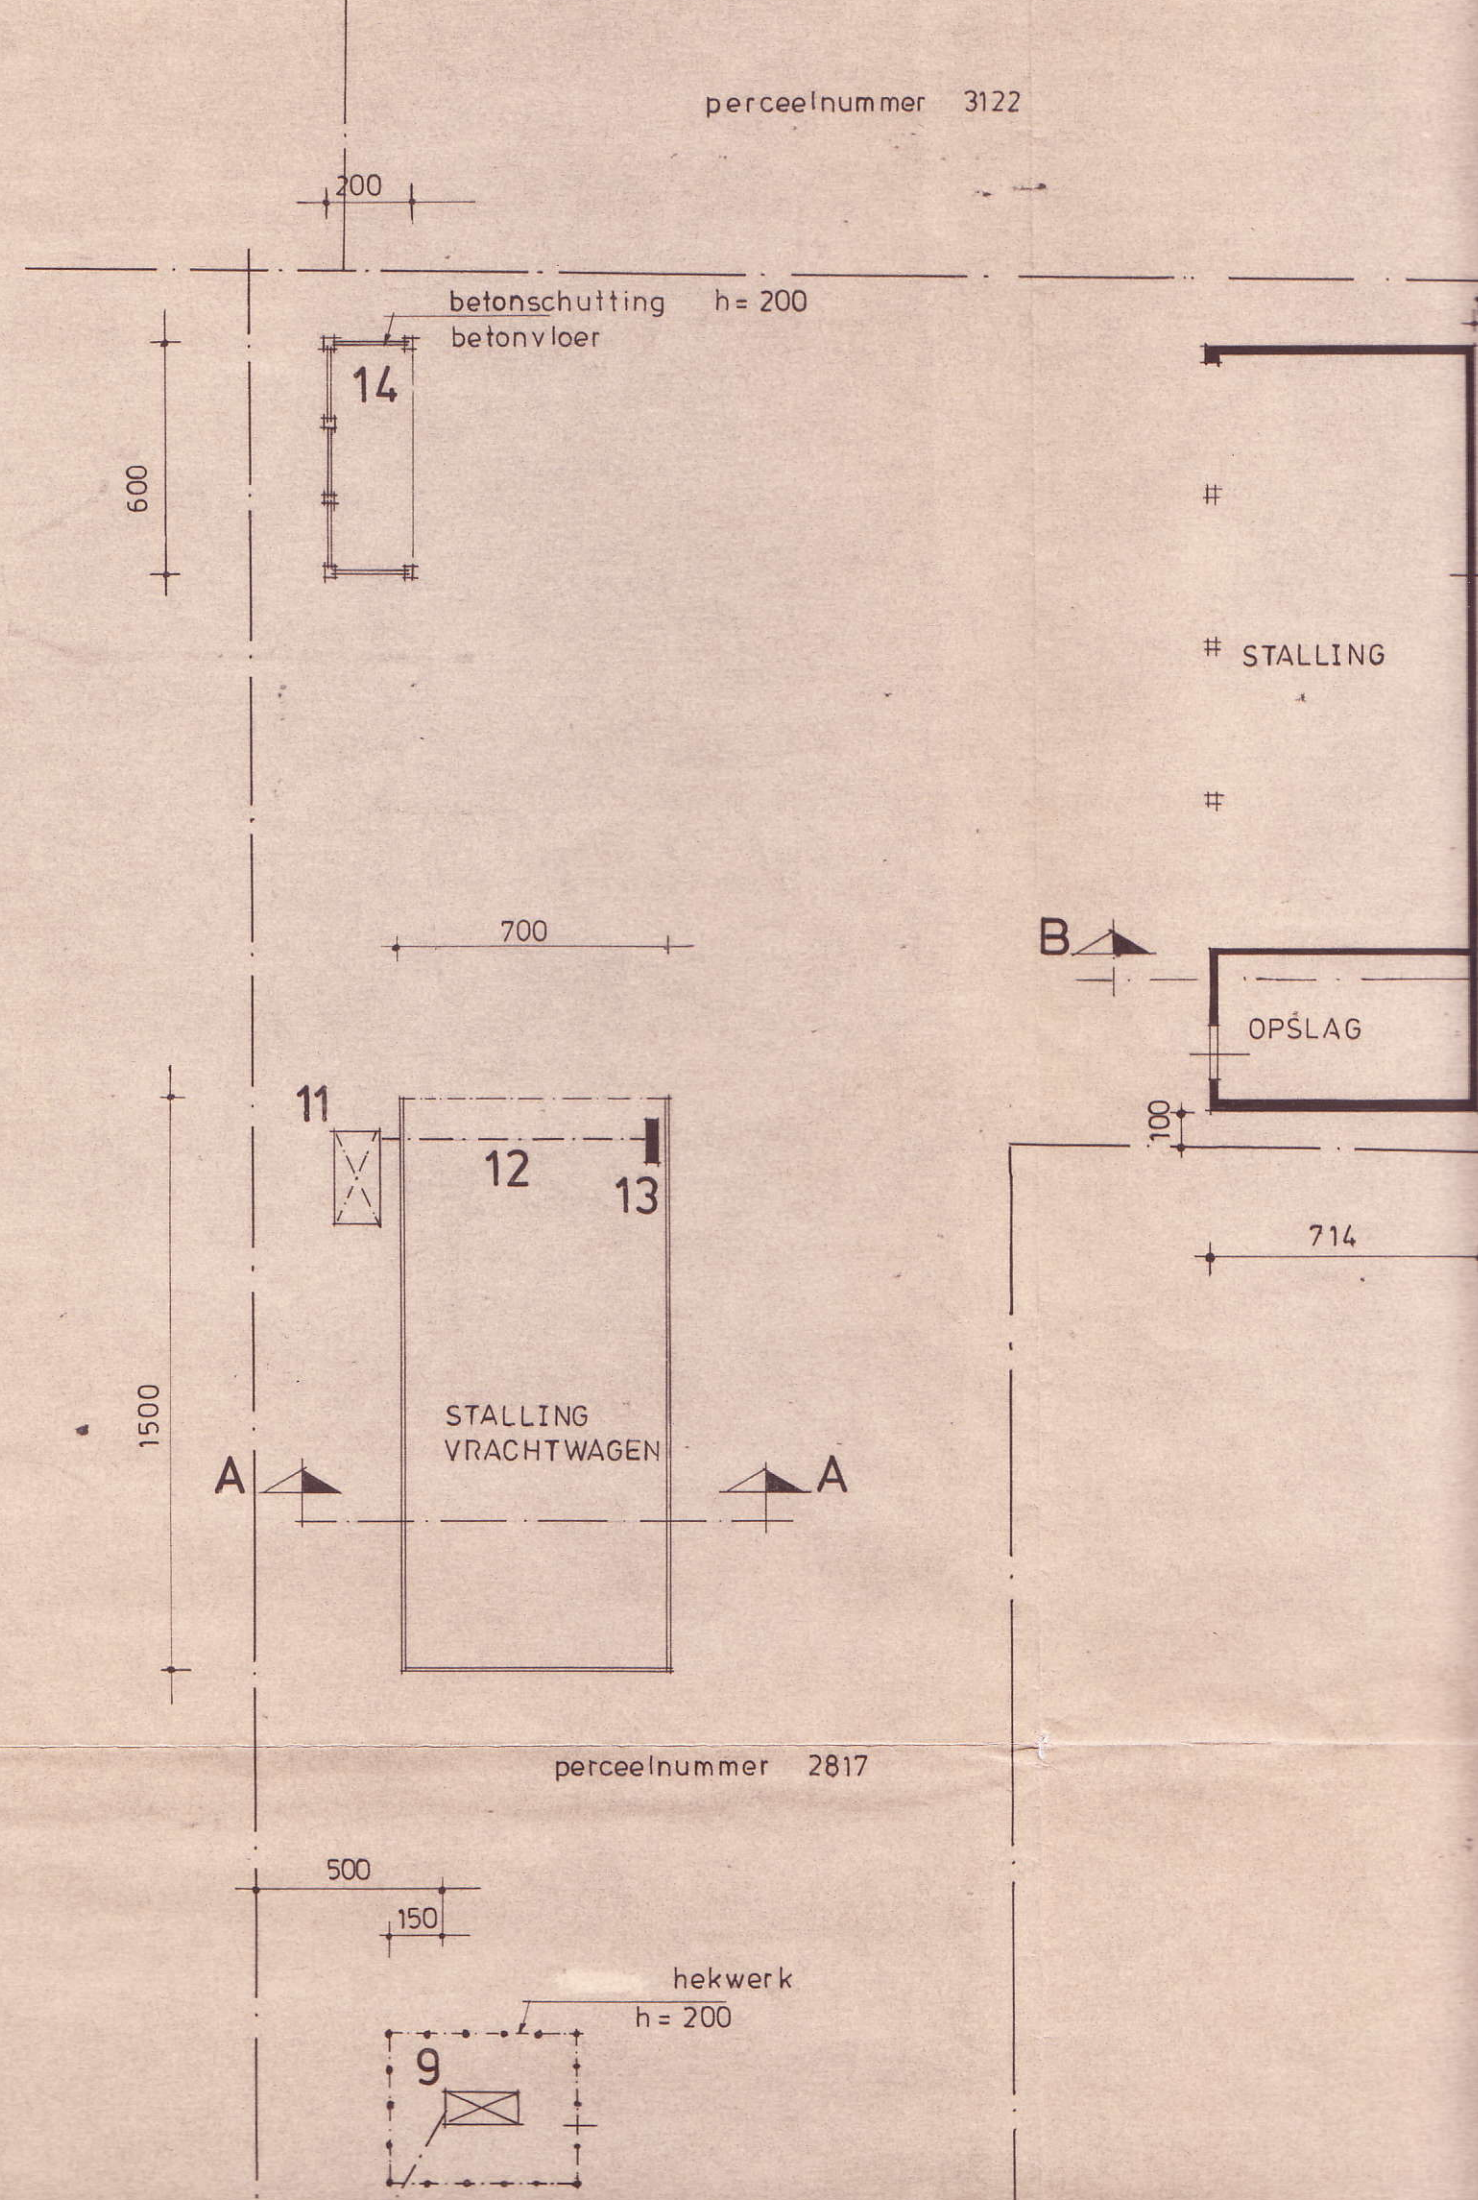 perceelnummer 3122
200
betonschutting h= 200
betonvloer
14
600
STALLING
700
B
OPSLAG
11
100
12
13
714
1500
STALLING
VRACHTWAGEN
A
A
perceelnummer 2817
500
150
hekwerk
h= 200
9